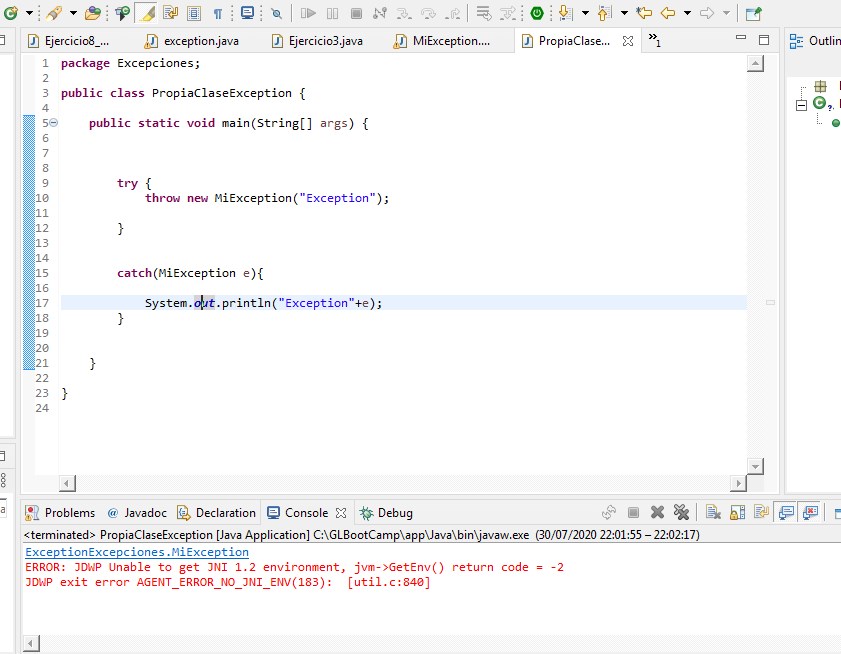 Ejercicio8_... exception.java Ejercicio3.java MiException.... PropiaClase... »1 Outlin
1 package Excepciones;
2
3 public class PropiaClaseException {
4
5 public static void main(String[] args) {
6
7
8
9 try {
10 throw new MiException("Exception");
11
12 }
13
14
15 catch(MiException e){
16
17 System.out.println("Exception"+e);
18 }
19
20
21 }
22
23 }
24
Problems @ Javadoc Declaration Console Debug
<terminated> PropiaClaseException [Java Application] C:\GLBootCamp\app\Java\bin\javaw.exe (30/07/2020 22:01:55 – 22:02:17)
ExceptionExcepciones.MiException
ERROR: JDWP Unable to get JNI 1.2 environment, jvm->GetEnv() return code = -2
JDWP exit error AGENT_ERROR_NO_JNI_ENV(183): [util.c:840]